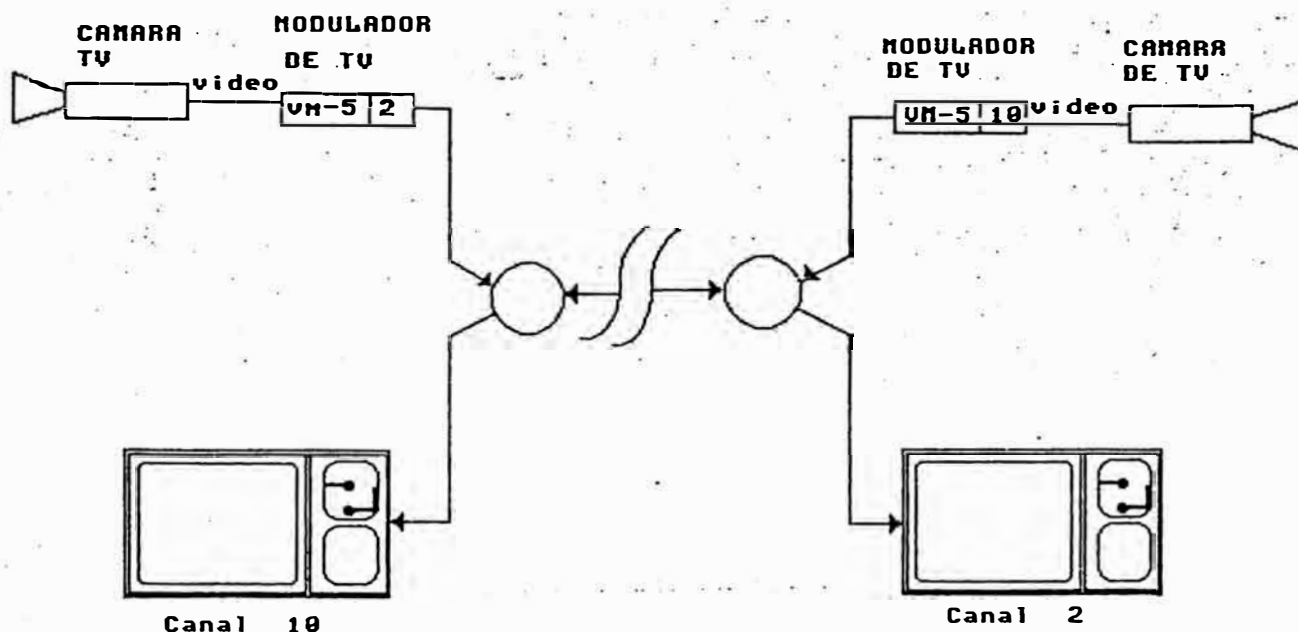 CAMARA
TV
MODULADOR
DE TV
video
VM-5 2
MODULADOR
DE TV
CAMARA
DE TV
VM-5 10
video
Canal 10
Canal 2